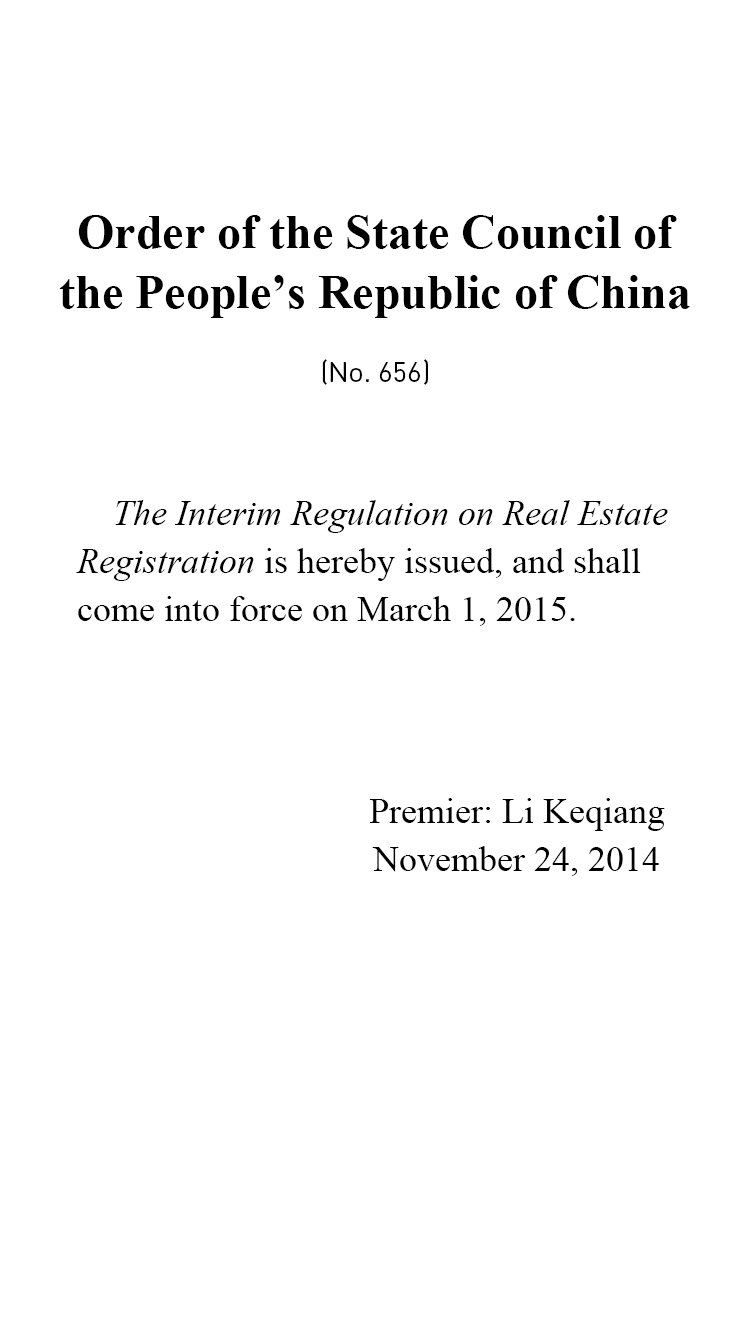 Order of the State Council of
the People’s Republic of China
(No. 656)
The Interim Regulation on Real Estate
Registration is hereby issued, and shall
come into force on March 1, 2015.
Premier: Li Keqiang
November 24, 2014